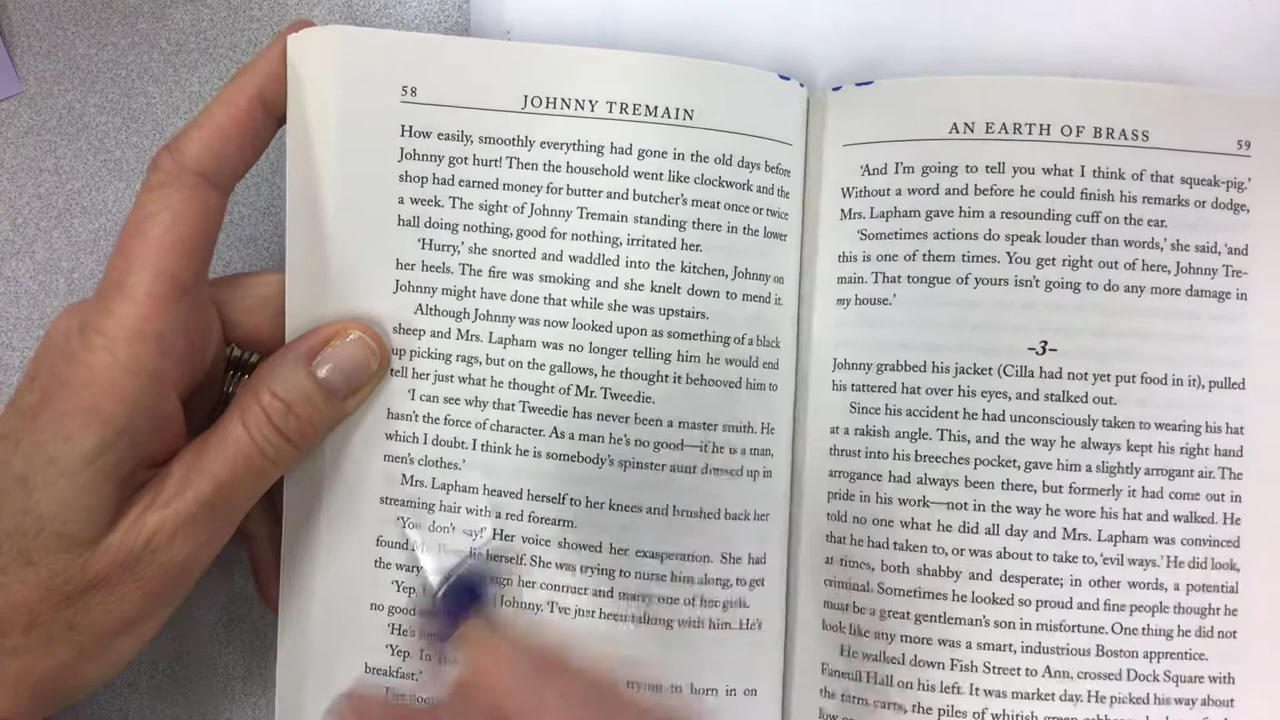 58
JOHNNY TREMAIN
How easily, smoothly everything had gone in the old days before
Johnny got hurt! Then the household went like clockwork and the
shop had earned money for butter and butcher's meat once or twice
a week. The sight of Johnny Tremain standing there in the lower
hall doing nothing, good for nothing, irritated her.
'Hurry,' she snorted and waddled into the kitchen, Johnny on
her heels. The fire was smoking and she knelt down to mend it.
Johnny might have done that while she was upstairs.
Although Johnny was now looked upon as something of a black
sheep and Mrs. Lapham was no longer telling him he would end
up picking rags, but on the gallows, he thought it behooved him to
tell her just what he thought of Mr. Tweedie.
'I can see why that Tweedie has never been a master smith. He
hasn't the force of character. As a man he's no good—if he is a man,
which I doubt. I think he is somebody's spinster aunt dressed up in
men's clothes.'
Mrs. Lapham heaved herself to her knees and brushed back her
streaming hair with a red forearm.
'You don't say!' Her voice showed her exasperation. She had
found herself. She was trying to nurse him along, to get
the wary sign her contract and marry one of her girls.
'Yep, Johnny. 'I've just been talking with him. He's
no good
'He's
'Yep. In trying to horn in on
breakfast.'
AN EARTH OF BRASS
59
'And I'm going to tell you what I think of that squeak-pig.'
Without a word and before he could finish his remarks or dodge,
Mrs. Lapham gave him a resounding cuff on the ear.
'Sometimes actions do speak louder than words,' she said, 'and
this is one of them times. You get right out of here, Johnny Tre-
main. That tongue of yours isn't going to do any more damage in
my house.'
-3-
Johnny grabbed his jacket (Cilla had not yet put food in it), pulled
his tattered hat over his eyes, and stalked out.
Since his accident he had unconsciously taken to wearing his hat
at a rakish angle. This, and the way he always kept his right hand
thrust into his breeches pocket, gave him a slightly arrogant air. The
arrogance had always been there, but formerly it had come out in
pride in his work—not in the way he wore his hat and walked. He
told no one what he did all day and Mrs. Lapham was convinced
that he had taken to, or was about to take to, 'evil ways.' He did look,
at times, both shabby and desperate; in other words, a potential
criminal. Sometimes he looked so proud and fine people thought he
must be a great gentleman's son in misfortune. One thing he did not
look like any more was a smart, industrious Boston apprentice.
He walked down Fish Street to Ann, crossed Dock Square with
Faneuil Hall on his left. It was market day. He picked his way about
the farm carts, the piles of whitish green